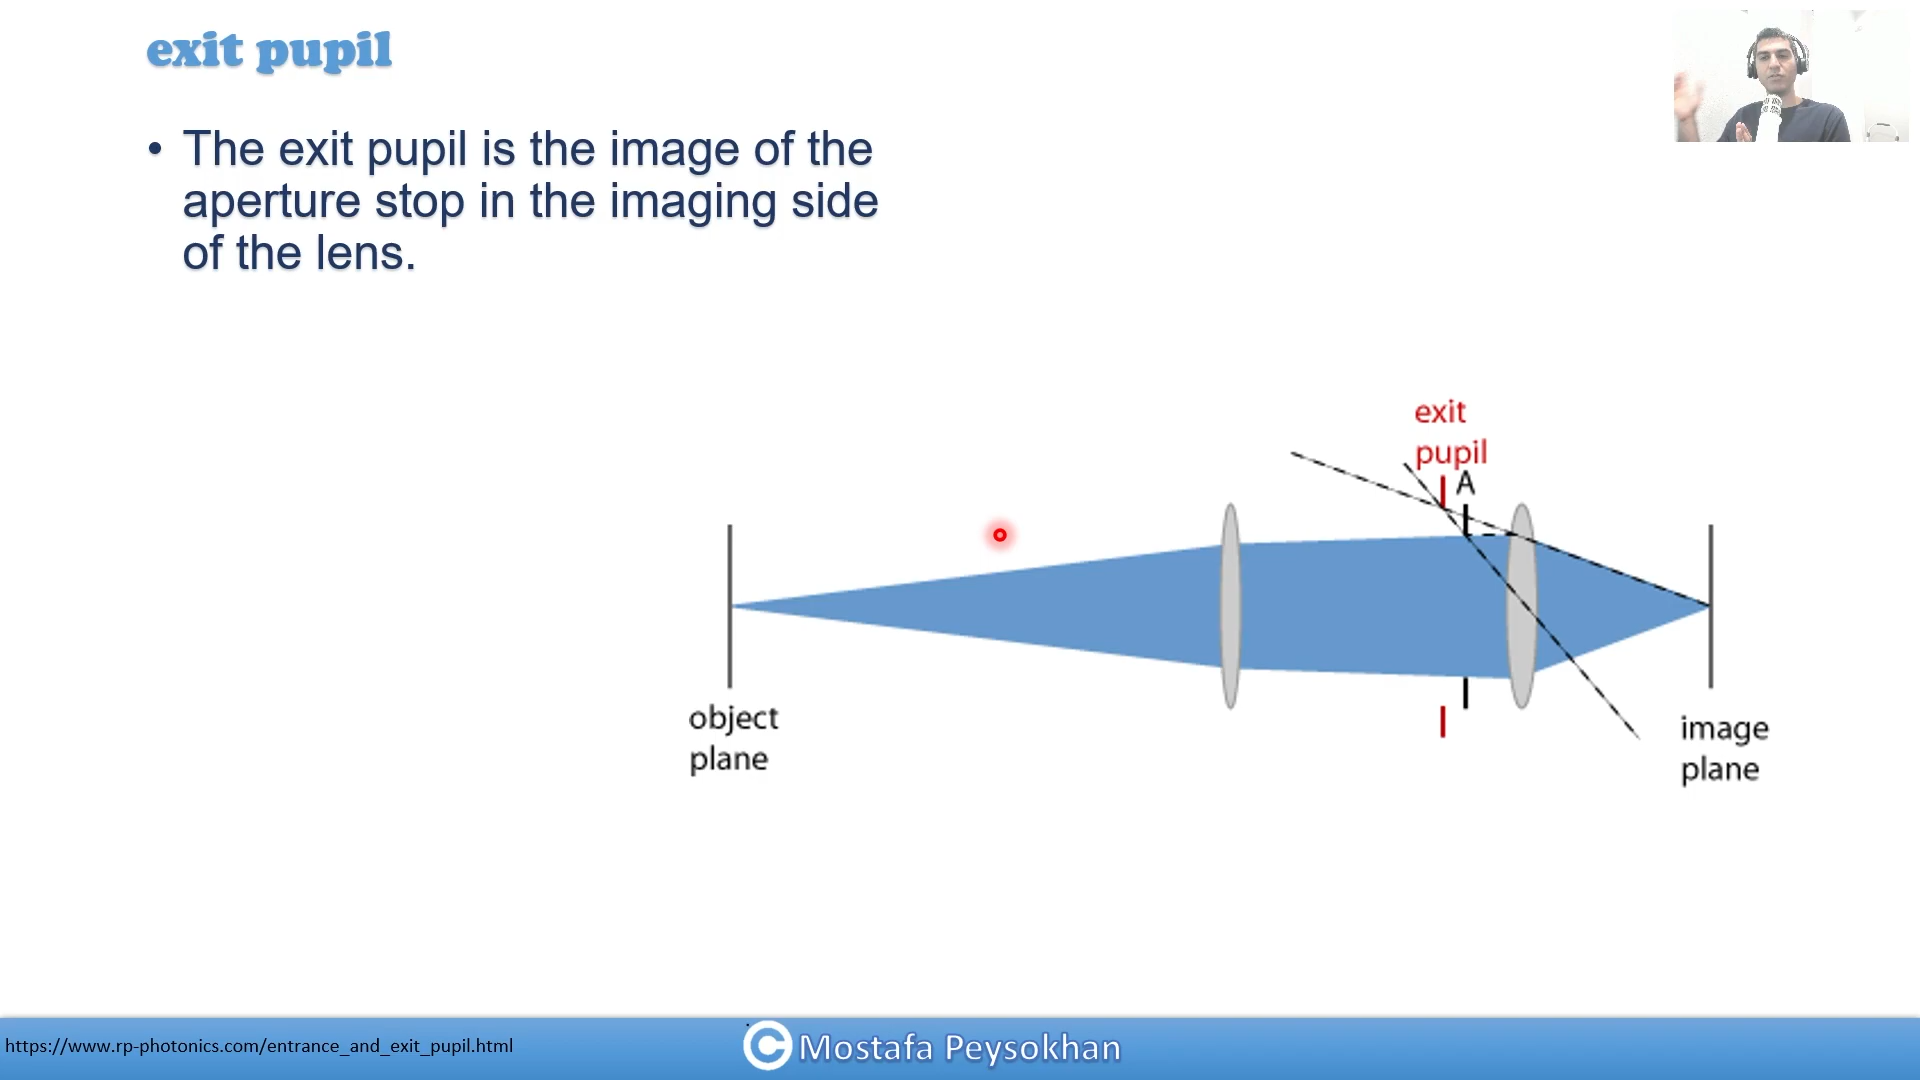 exit pupil
• The exit pupil is the image of the
aperture stop in the imaging side
of the lens.
exit
pupil
A
object
plane
image
plane
https://www.rp-photonics.com/entrance_and_exit_pupil.html
© Mostafa Peysokhan